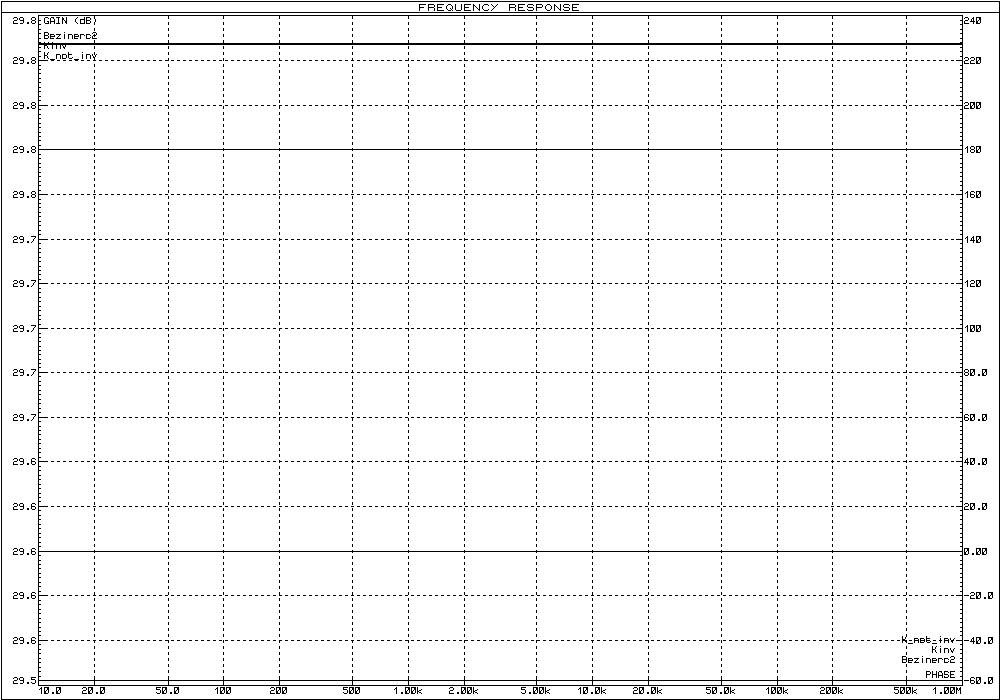 FREQUENCY RESPONSE
29.8 GAIN (dB) 240
Bezinerc2
Kinv
K_not_inv
29.8 220
29.8 200
29.8 180
29.8 160
29.7 140
29.7 120
29.7 100
29.7 80.0
29.7 60.0
29.6 40.0
29.6 20.0
29.6 0.00
29.6 -20.0
29.6 K_not_inv -40.0
Kinv
Bezinerc2
PHASE
29.5 -60.0
10.0 20.0 50.0 100 200 500 1.00k 2.00k 5.00k 10.0k 20.0k 50.0k 100k 200k 500k 1.00M